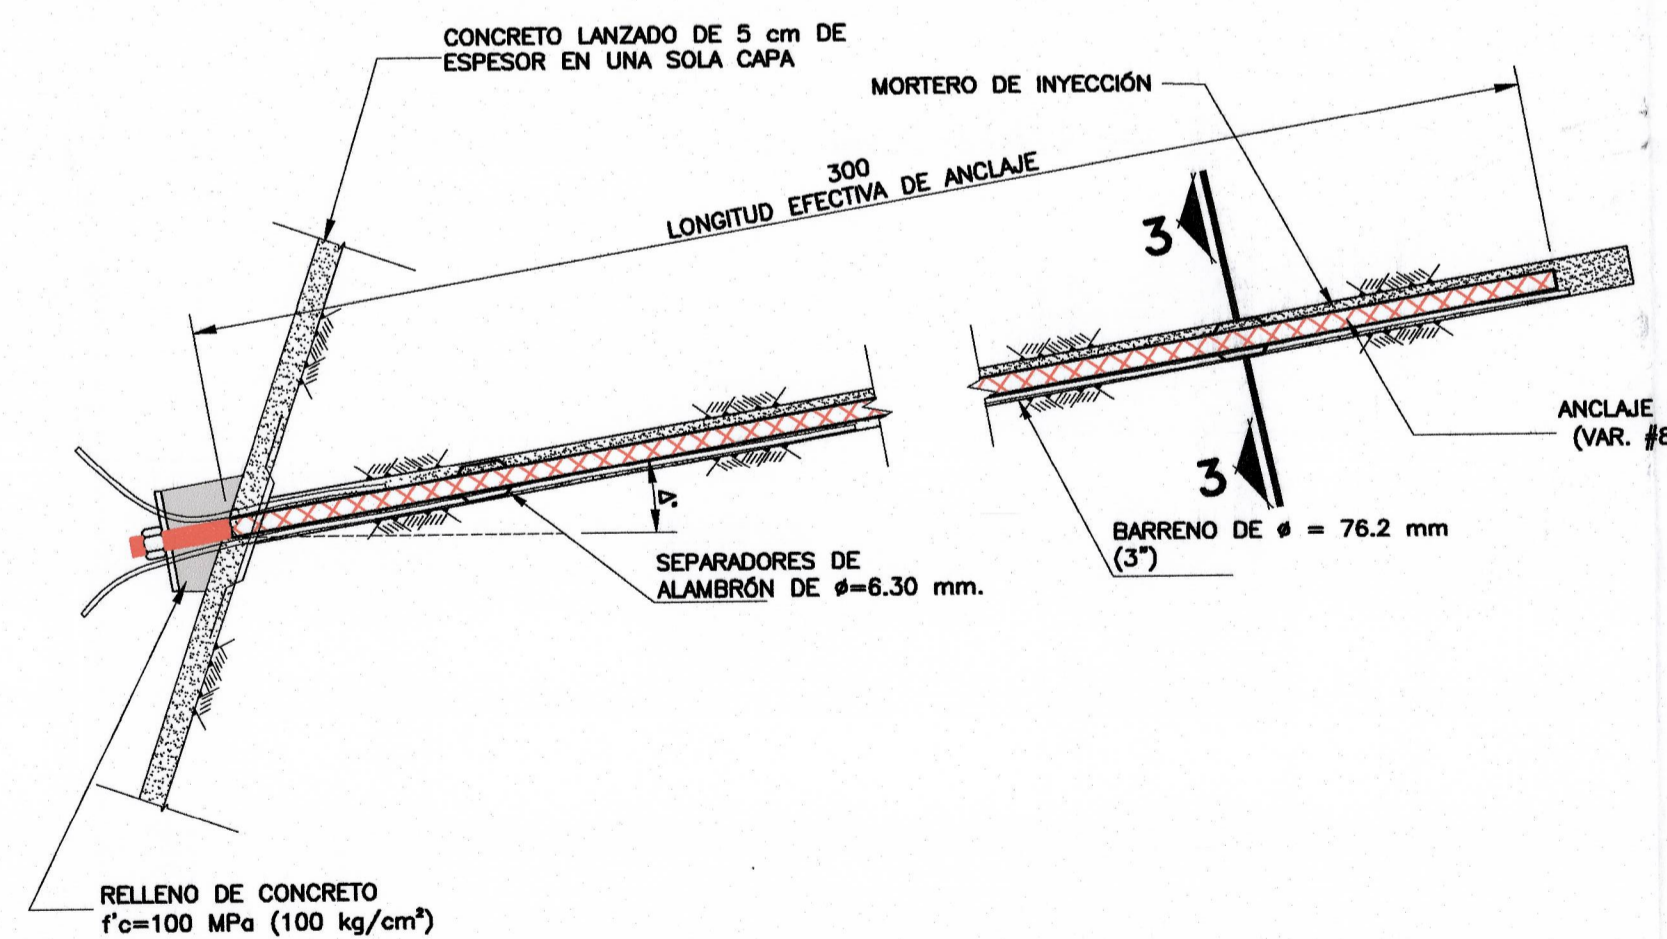 CONCRETO LANZADO DE 5 cm DE
ESPESOR EN UNA SOLA CAPA
MORTERO DE INYECCIÓN
300
LONGITUD EFECTIVA DE ANCLAJE
3
ANCLAJE
(VAR. #8
3
BARRENO DE ø = 76.2 mm
(3")
SEPARADORES DE
ALAMBRÓN DE ø=6.30 mm.
RELLENO DE CONCRETO
f'c=100 MPa (100 kg/cm²)